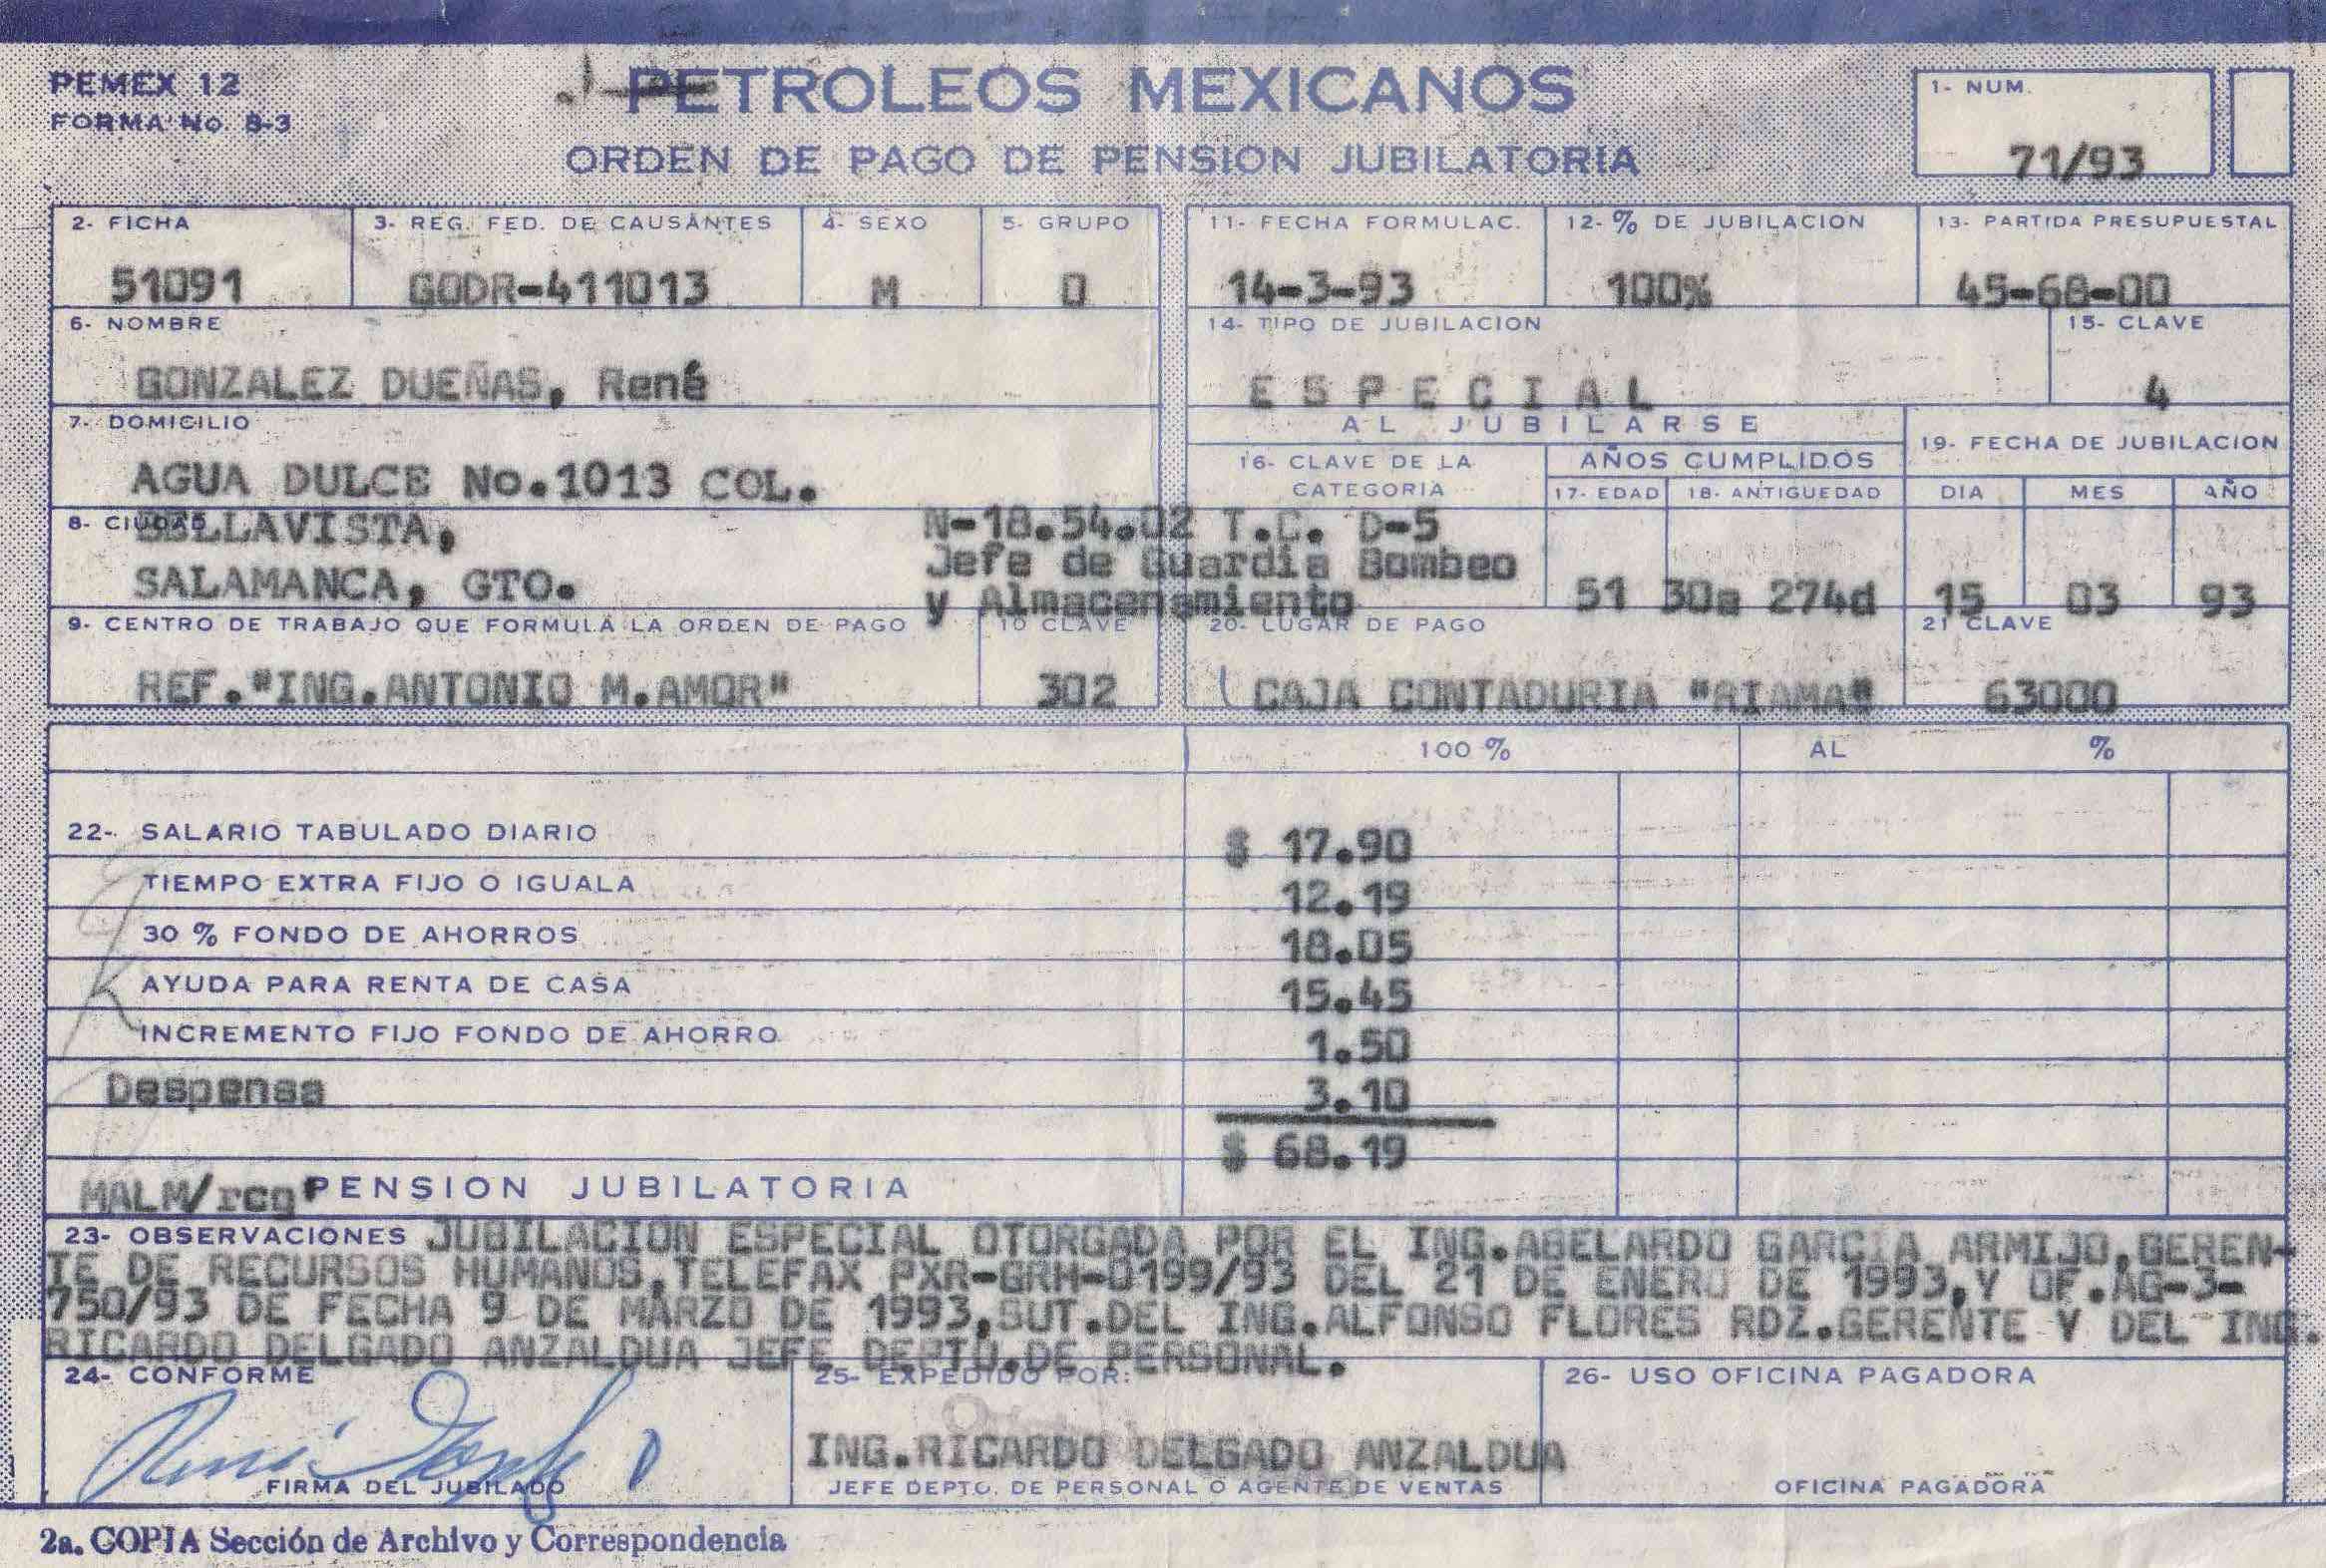 PEMEX 12
FORMA No. B-3
PETROLEOS MEXICANOS
ORDEN DE PAGO DE PENSION JUBILATORIA
1- NUM.
71/93
2- FICHA
51091
3- REG. FED. DE CAUSANTES
GODR-411013
4- SEXO
M
5- GRUPO
O
11- FECHA FORMULAC.
14-3-93
12- % DE JUBILACION
100%
13- PARTIDA PRESUPUESTAL
45-68-00
6- NOMBRE
GONZALEZ DUEÑAS, René
14- TIPO DE JUBILACION
E S P E C I A L
15- CLAVE
4
7- DOMICILIO
AGUA DULCE No.1013 COL.
8- CIUDAD
BELLAVISTA,
SALAMANCA, GTO.
AL JUBILARSE
16- CLAVE DE LA
CATEGORIA
N-18.54.02 T.C. D-5
Jefe de Guardia Bombeo
y Almacenamiento
AÑOS CUMPLIDOS
17- EDAD
51
18- ANTIGUEDAD
30a 274d
19- FECHA DE JUBILACION
DIA MES AÑO
15 03 93
9- CENTRO DE TRABAJO QUE FORMULA LA ORDEN DE PAGO
REF."ING.ANTONIO M.AMOR"
10 CLAVE
302
20- LUGAR DE PAGO
CAJA CONTADURIA "RIAMA"
21 CLAVE
63000
100 % AL %
22- SALARIO TABULADO DIARIO $ 17.90
TIEMPO EXTRA FIJO O IGUALA 12.19
30 % FONDO DE AHORROS 18.05
AYUDA PARA RENTA DE CASA 15.45
INCREMENTO FIJO FONDO DE AHORRO 1.50
Despensa 3.10
$ 68.19
MALM/rcg PENSION JUBILATORIA
23- OBSERVACIONES JUBILACION ESPECIAL OTORGADA POR EL ING.ABELARDO GARCIA ARMIJO,GEREN-
TE DE RECURSOS HUMANOS,TELEFAX PXR-GRH-0199/93 DEL 21 DE ENERO DE 1993,Y OF.AG-3-
750/93 DE FECHA 9 DE MARZO DE 1993,SUT.DEL ING.ALFONSO FLORES RDZ.GERENTE Y DEL ING.
RICARDO DELGADO ANZALDUA JEFE DEPTO.DE PERSONAL.
24- CONFORME
FIRMA DEL JUBILADO
25- EXPEDIDO POR:
ING.RICARDO DELGADO ANZALDUA
JEFE DEPTO. DE PERSONAL O AGENTE DE VENTAS
26- USO OFICINA PAGADORA
OFICINA PAGADORA
2a. COPIA Sección de Archivo y Correspondencia